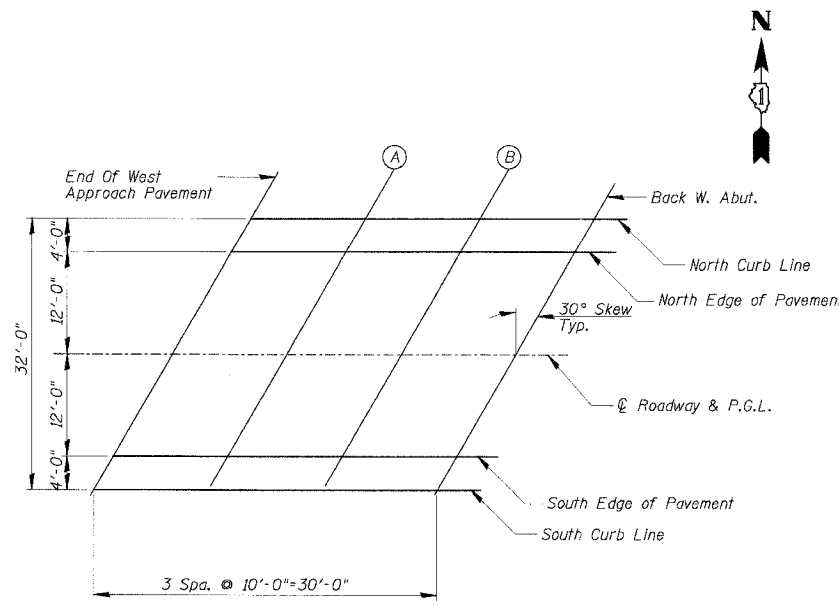 N
1
A
B
End Of West
Approach Pavement
Back W. Abut.
4'-0"
North Curb Line
12'-0"
North Edge of Pavement
30° Skew
Typ.
32'-0"
℄ Roadway & P.G.L.
12'-0"
4'-0"
South Edge of Pavement
South Curb Line
3 Spa. @ 10'-0"=30'-0"